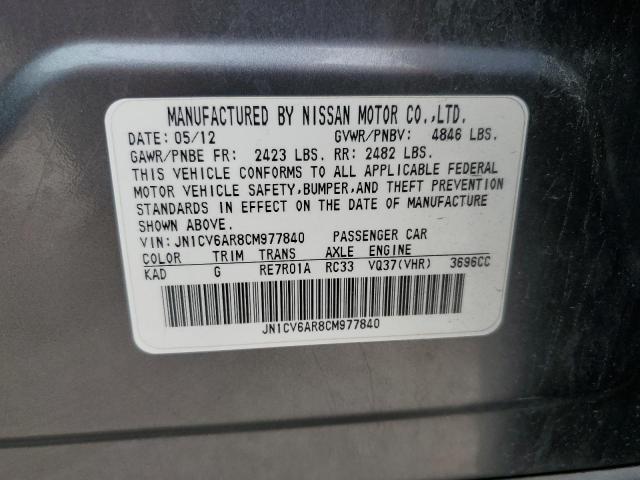 MANUFACTURED BY NISSAN MOTOR CO.,LTD.
DATE: 05/12 GVWR/PNBV: 4846 LBS.
GAWR/PNBE FR: 2423 LBS. RR: 2482 LBS.
THIS VEHICLE CONFORMS TO ALL APPLICABLE FEDERAL
MOTOR VEHICLE SAFETY,BUMPER,AND THEFT PREVENTION
STANDARDS IN EFFECT ON THE DATE OF MANUFACTURE
SHOWN ABOVE.
VIN: JN1CV6AR8CM977840 PASSENGER CAR
COLOR TRIM TRANS AXLE ENGINE
KAD G RE7R01A RC33 VQ37(VHR) 3696CC
JN1CV6AR8CM977840